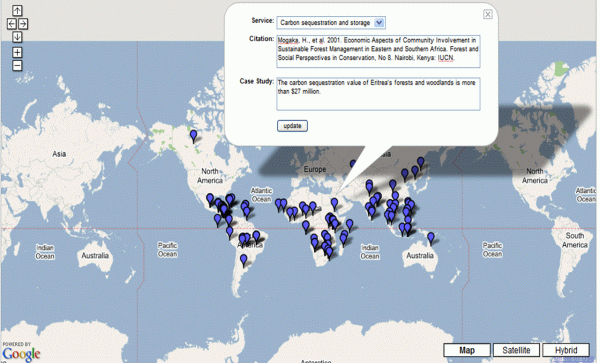 Service: Carbon sequestration and storage
Citation: Mogaka, H., et al. 2001. Economic Aspects of Community Involvement in
Sustainable Forest Management in Eastern and Southern Africa. Forest and
Social Perspectives in Conservation, No 8. Nairobi, Kenya: IUCN.
Case Study: The carbon sequestration value of Eritrea's forests and woodlands is more
than $27 million.
update
Asia
North
America
Europe
Asia
North
America
Atlantic
Ocean
Atlantic
Ocean
Indian
Ocean
Australia
Pacific
Ocean
America
Indian
Ocean
Australia
Pacific
Ocean
South
America
POWERED BY
Google
Map
Satellite
Hybrid